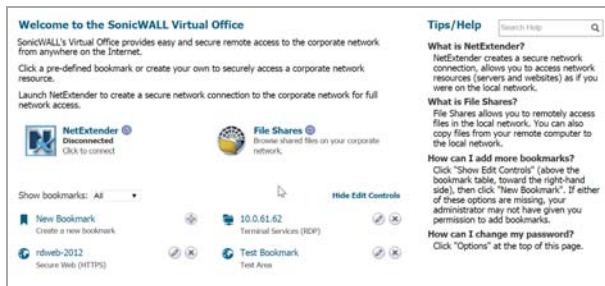 Welcome to the SonicWALL Virtual Office
SonicWALL's Virtual Office provides easy and secure remote access to the corporate network
from anywhere on the Internet.
Click a pre-defined bookmark or create your own to securely access a corporate network
resource.
Launch NetExtender to create a secure network connection to the corporate network for full
network access.
NetExtender
Disconnected
Click to connect
File Shares
Browse shared files on your corporate
network.
Show bookmarks: All
Hide Edit Controls
New Bookmark
Create a new bookmark
10.0.61.62
Terminal Services (RDP)
rdweb-2012
Secure Web (HTTPS)
Test Bookmark
Test Area
Tips/Help
Search Help
What is NetExtender?
NetExtender creates a secure network
connection, allows you to access network
resources (servers and websites) as if you
were on the local network.
What is File Shares?
File Shares allows you to remotely access
files in the local network. You can also
copy files from your remote computer to
the local network.
How can I add more bookmarks?
Click "Show Edit Controls" (above the
bookmark table, toward the right-hand
side), then click "New Bookmark". If either
of these options are missing, your
administrator may not have given you
permission to add bookmarks.
How can I change my password?
Click "Options" at the top of this page.